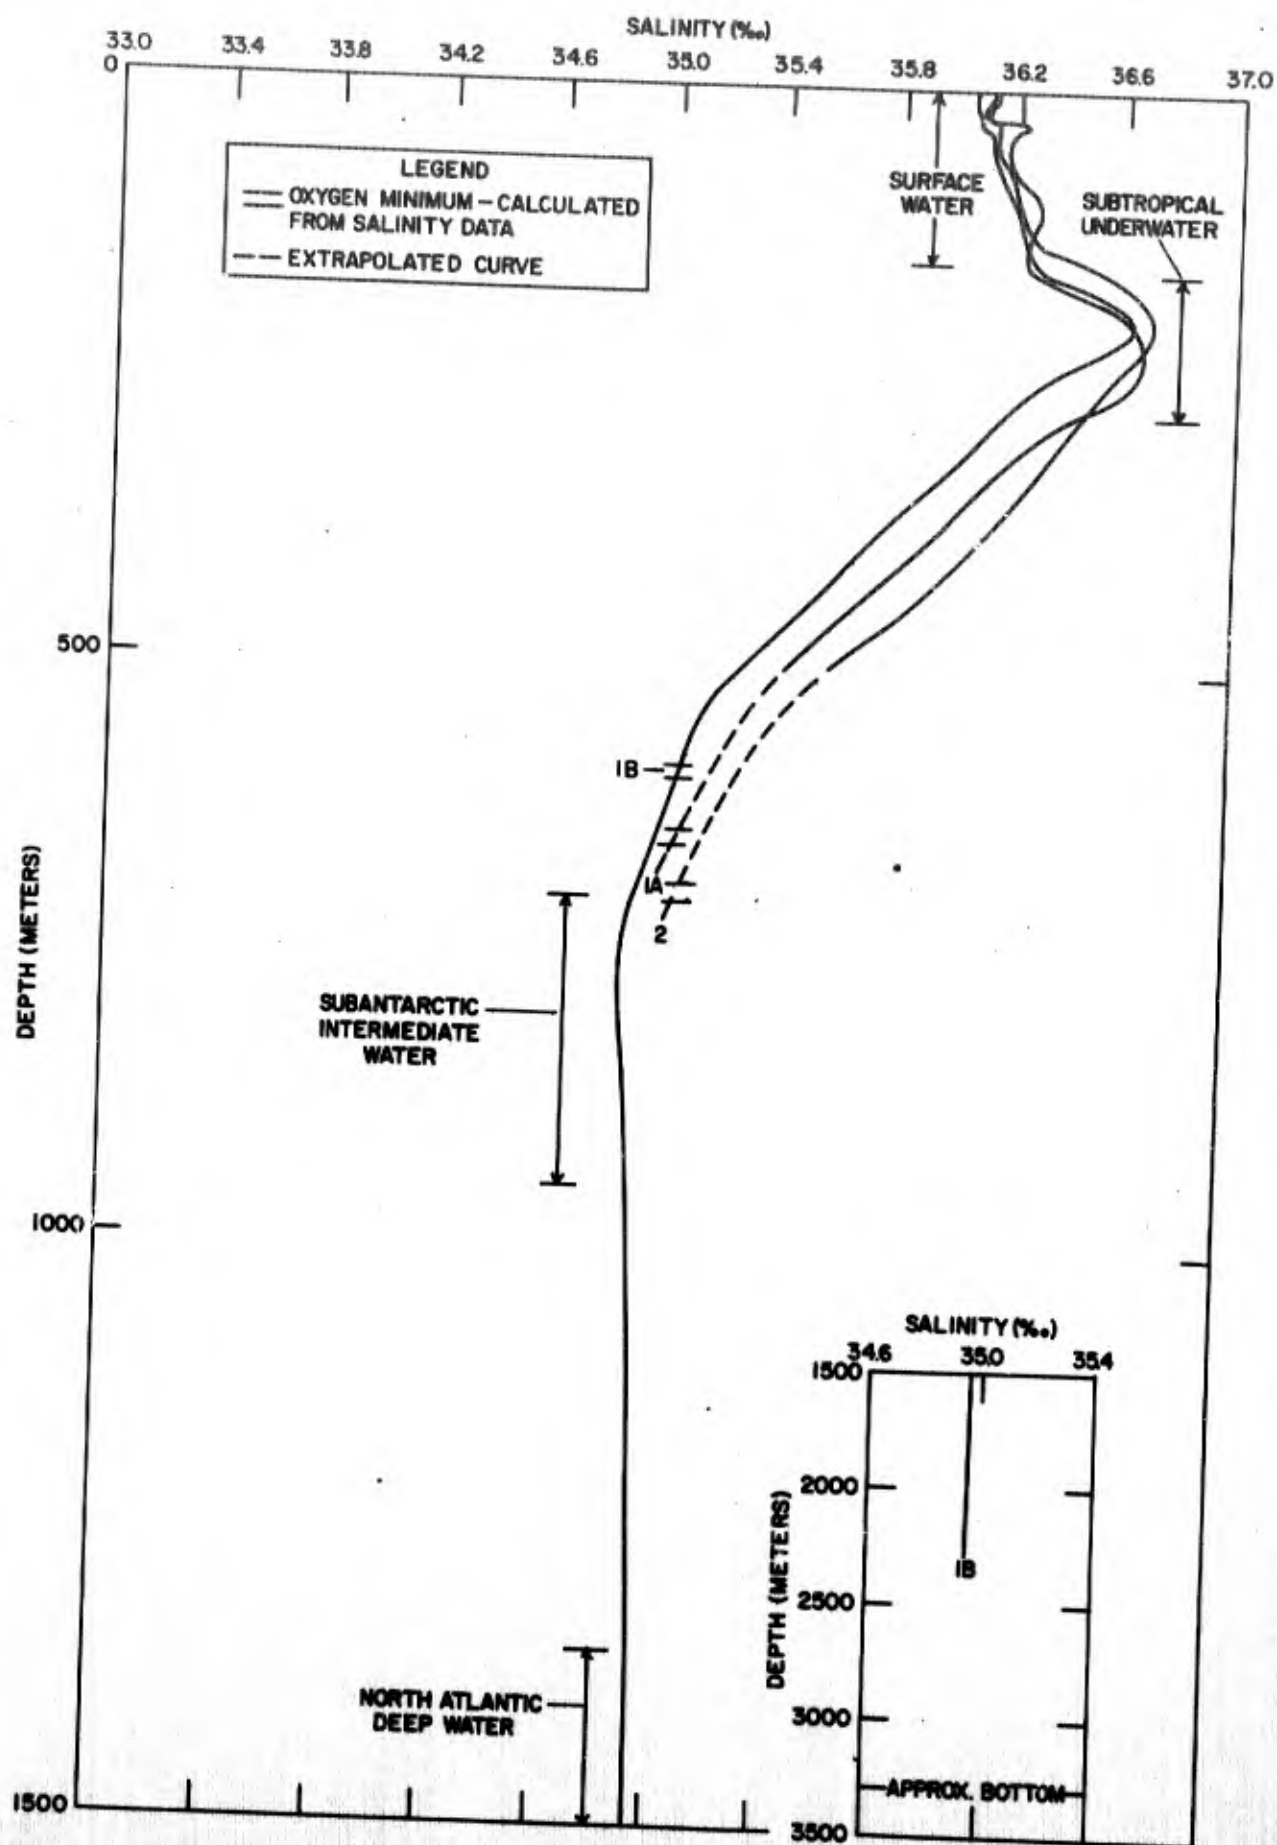 SALINITY (‰)
33.0 33.4 33.8 34.2 34.6 35.0 35.4 35.8 36.2 36.6 37.0
0
LEGEND
OXYGEN MINIMUM – CALCULATED
FROM SALINITY DATA
EXTRAPOLATED CURVE
SURFACE
WATER
SUBTROPICAL
UNDERWATER
500
1B
1A
2
DEPTH (METERS)
SUBANTARCTIC
INTERMEDIATE
WATER
1000
NORTH ATLANTIC
DEEP WATER
1500
SALINITY (‰)
34.6 35.0 35.4
1500
2000
1B
DEPTH (METERS)
2500
3000
APPROX. BOTTOM
3500